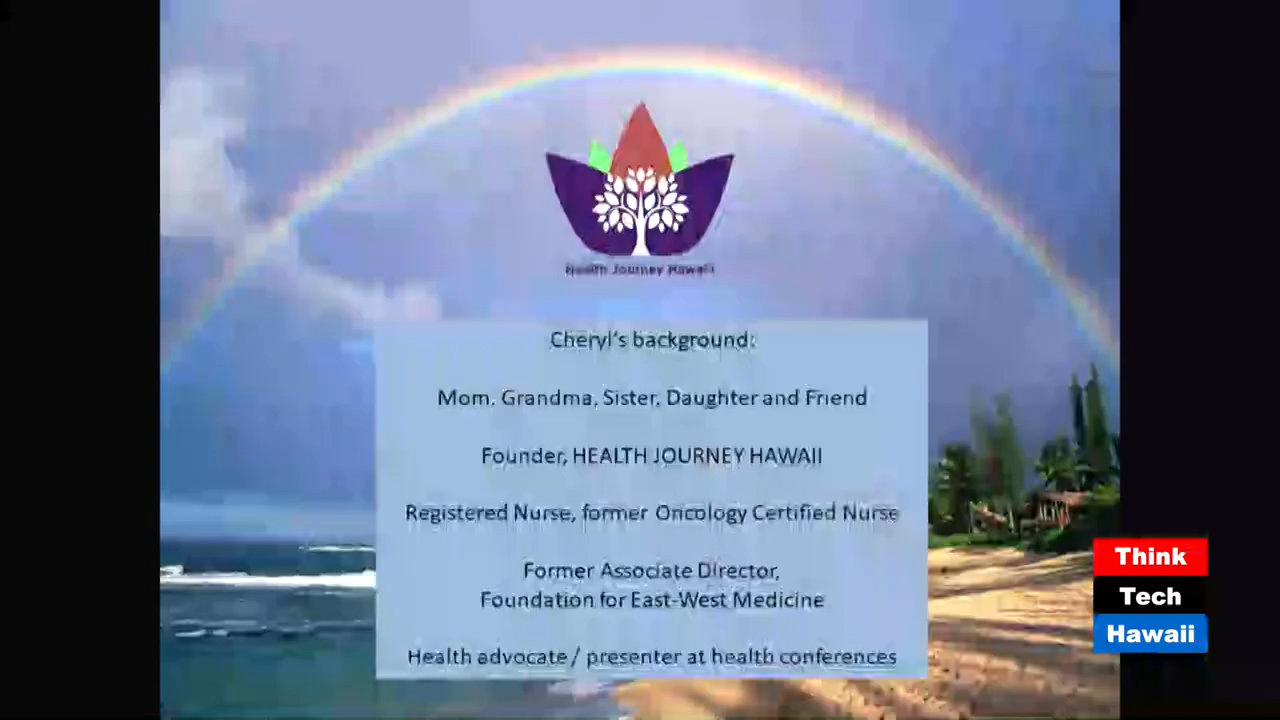 Health Journey Hawaii
Cheryl's background:
Mom, Grandma, Sister, Daughter and Friend
Founder, HEALTH JOURNEY HAWAII
Registered Nurse, former Oncology Certified Nurse
Former Associate Director,
Foundation for East-West Medicine
Health advocate / presenter at health conferences
Think
Tech
Hawaii